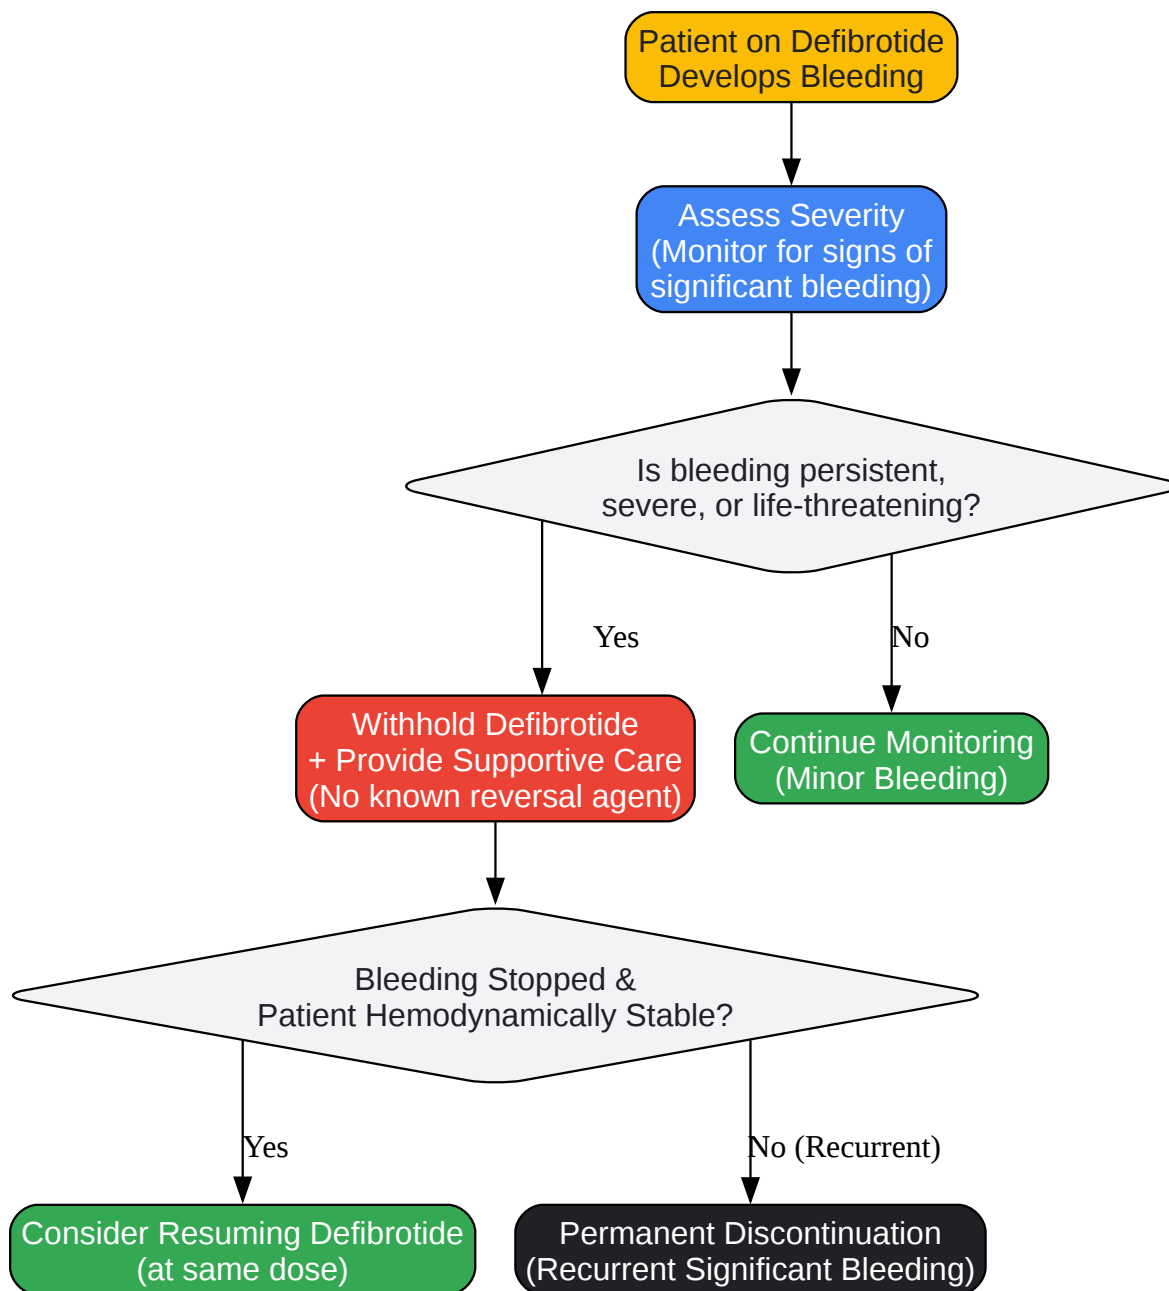 Patient on Defibrotide
Develops Bleeding
Assess Severity
(Monitor for signs of
significant bleeding)
Is bleeding persistent,
severe, or life-threatening?
Yes
No
Withhold Defibrotide
+ Provide Supportive Care
(No known reversal agent)
Continue Monitoring
(Minor Bleeding)
Bleeding Stopped &
Patient Hemodynamically Stable?
Yes
No (Recurrent)
Consider Resuming Defibrotide
(at same dose)
Permanent Discontinuation
(Recurrent Significant Bleeding)